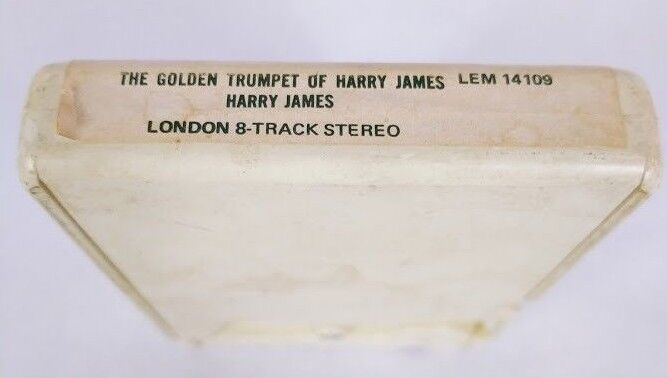 THE GOLDEN TRUMPET OF HARRY JAMES LEM 14109
HARRY JAMES
LONDON 8-TRACK STEREO